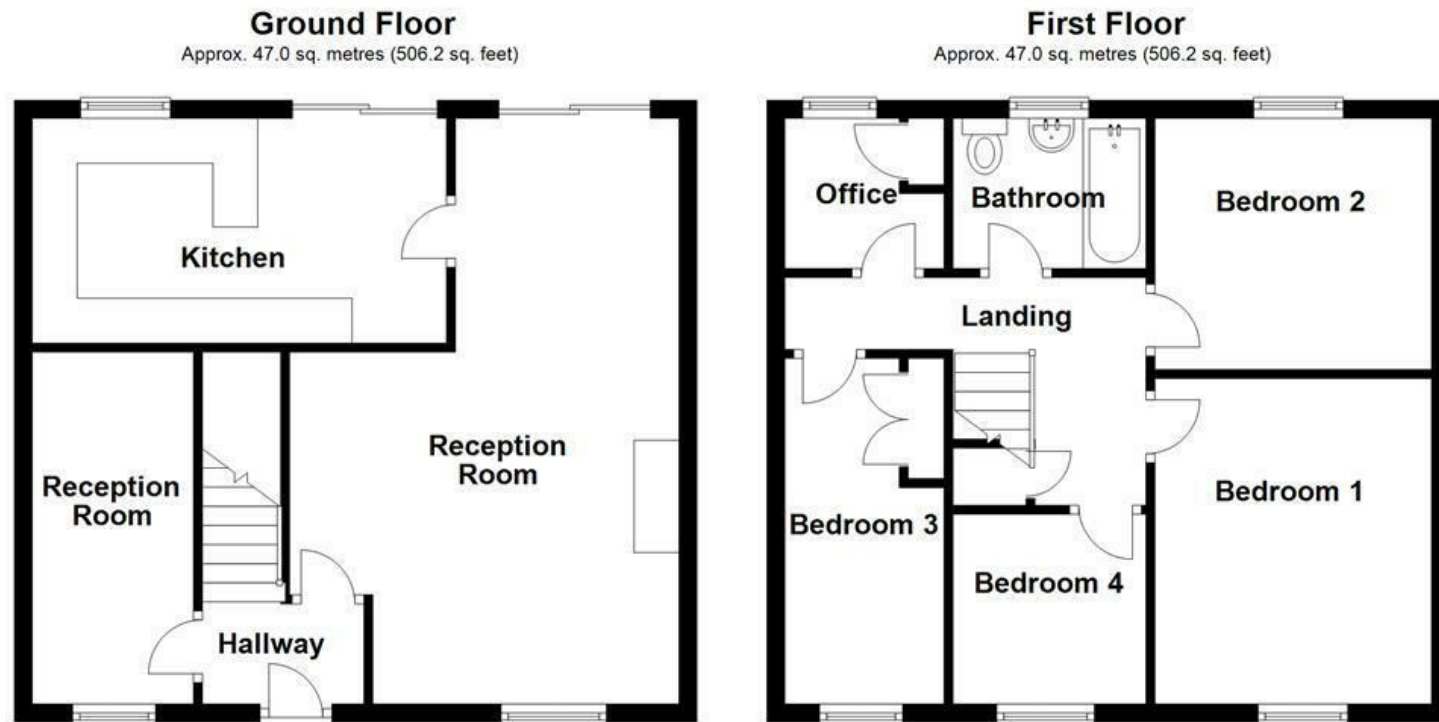 Ground Floor
Approx. 47.0 sq. metres (506.2 sq. feet)
Kitchen
Reception
Room
Reception
Room
Hallway
First Floor
Approx. 47.0 sq. metres (506.2 sq. feet)
Office
Bathroom
Bedroom 2
Landing
Bedroom 1
Bedroom 3
Bedroom 4